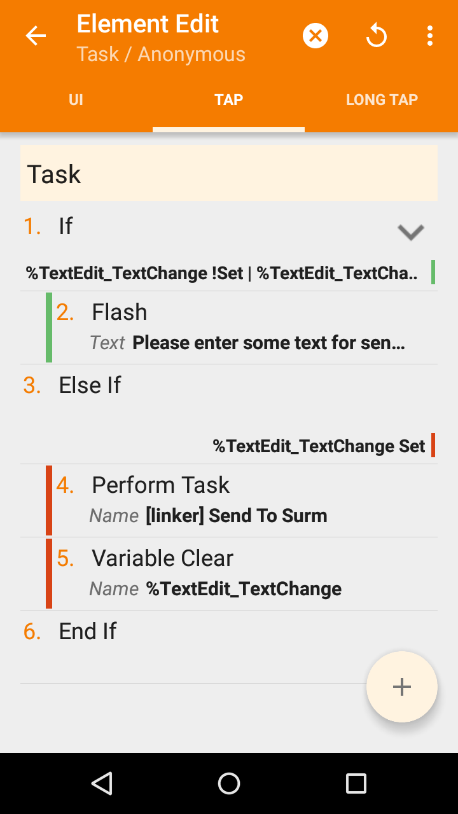 Element Edit
Task / Anonymous
UI TAP LONG TAP
Task
1. If
%TextEdit_TextChange !Set | %TextEdit_TextCha..
2. Flash
Text Please enter some text for sen...
3. Else If
%TextEdit_TextChange Set
4. Perform Task
Name [linker] Send To Surm
5. Variable Clear
Name %TextEdit_TextChange
6. End If